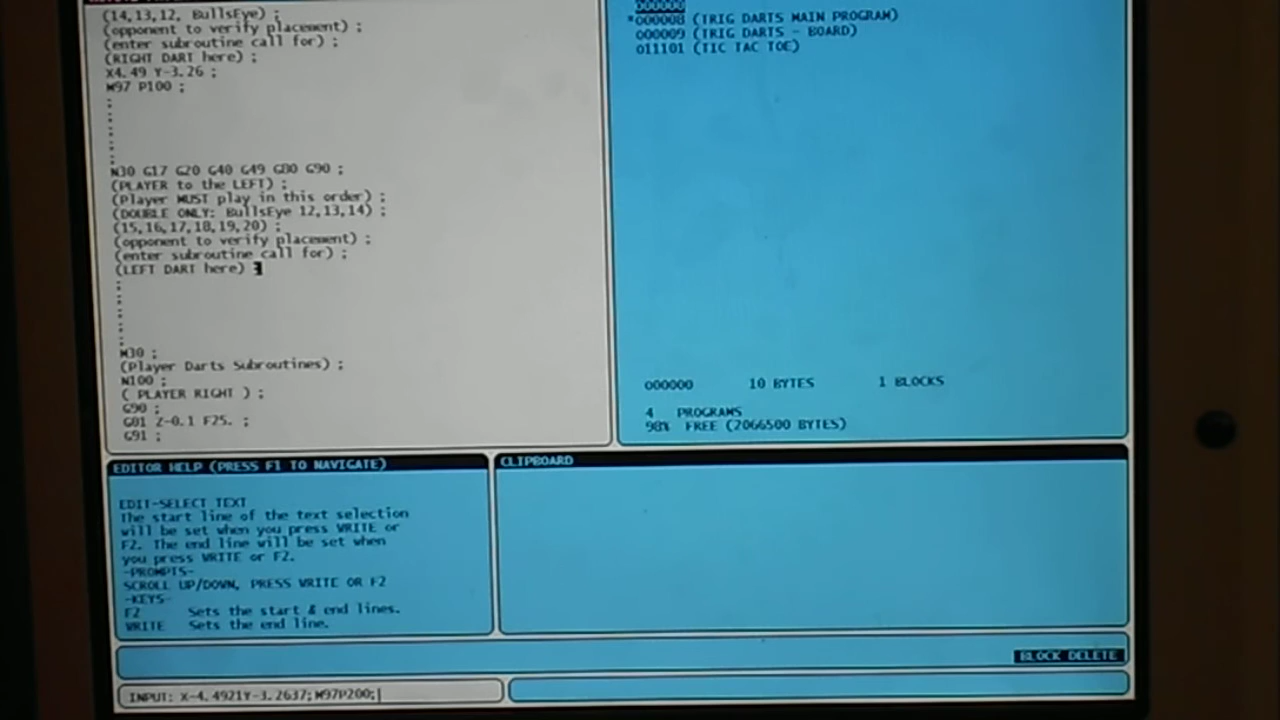 (14,13,12, BullsEye) ;
(opponent to verify placement) ;
(enter subroutine call for) ;
(RIGHT DART here) ;
X4.49 Y-3.26 ;
M97 P100 ;
;
;
;
;
;
N30 G17 G20 G40 G49 G80 G90 ;
(PLAYER to the LEFT) ;
(Player MUST play in this order) ;
(DOUBLE ONLY: BullsEye 12,13,14) ;
(15,16,17,18,19,20) ;
(opponent to verify placement) ;
(enter subroutine call for) ;
(LEFT DART here) ;
;
;
;
;
;
M30 ;
(Player Darts Subroutines) ;
N100 ;
( PLAYER RIGHT ) ;
G90 ;
G01 Z-0.1 F25. ;
G91 ;
O00000
*O00008 (TRIG DARTS MAIN PROGRAM)
O00009 (TRIG DARTS - BOARD)
O11101 (TIC TAC TOE)
O00000 10 BYTES 1 BLOCKS
4 PROGRAMS
98% FREE (2066500 BYTES)
EDITOR HELP (PRESS F1 TO NAVIGATE)
EDIT-SELECT TEXT
The start line of the text selection
will be set when you press WRITE or
F2. The end line will be set when
you press WRITE or F2.
-PROMPTS-
SCROLL UP/DOWN, PRESS WRITE OR F2
-KEYS-
F2 Sets the start & end lines.
WRITE Sets the end line.
CLIPBOARD
BLOCK DELETE
INPUT: X-4.4921Y-3.2637;M97P200;